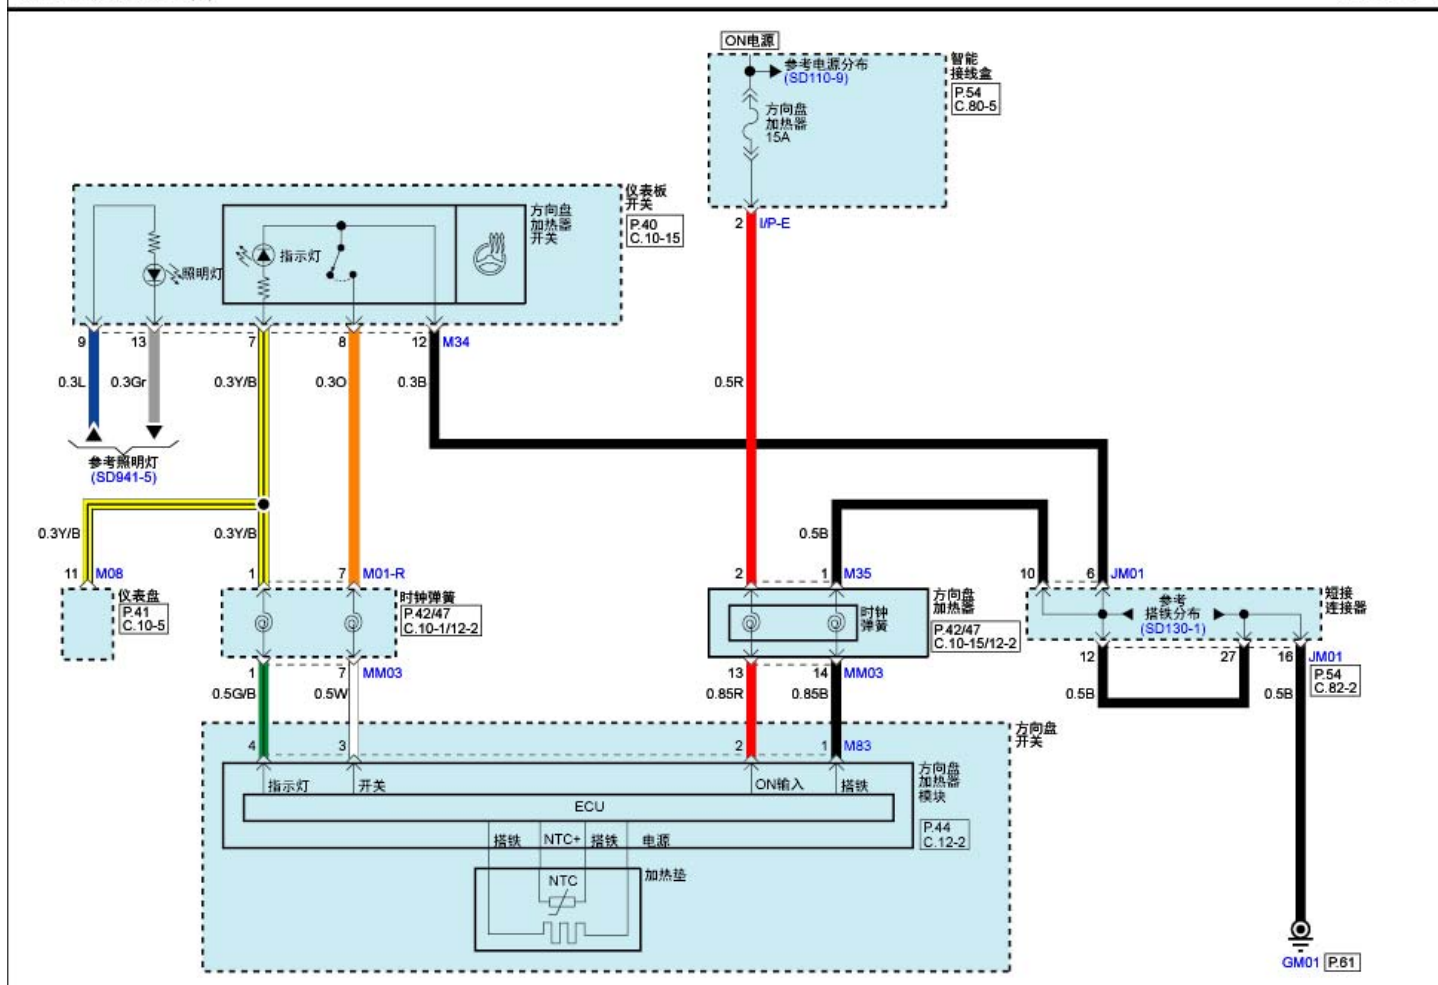 ON电源
参考电源分布
(SD110-9)
方向盘
加热器
15A
智能
接线盒
P.54
C.80-5
2 I/P-E
仪表板
开关
P.40
C.10-15
方向盘
加热器
开关
指示灯
照明灯
9 13 7 8 12 M34
0.3L 0.3Gr 0.3Y/B 0.3O 0.3B 0.5R
参考照明灯
(SD941-5)
0.3Y/B 0.3Y/B 0.5B
11 M08 1 7 M01-R 2 1 M35 10 6 JM01
仪表盘
P.41
C.10-5
时钟弹簧
P.42/47
C.10-1/12-2
方向盘
加热器
时钟
弹簧
P.42/47
C.10-15/12-2
短接
连接器
参考
搭铁分布
(SD130-1)
1 7 MM03 13 14 MM03 12 27 16 JM01
P.54
C.82-2
0.5G/B 0.5W 0.85R 0.85B 0.5B 0.5B
方向盘
开关
4 3 2 1 M83
指示灯 开关 ON输入 搭铁
方向盘
加热器
模块
P.44
C.12-2
ECU
搭铁 NTC+ 搭铁 电源
NTC
加热垫
GM01 P.61